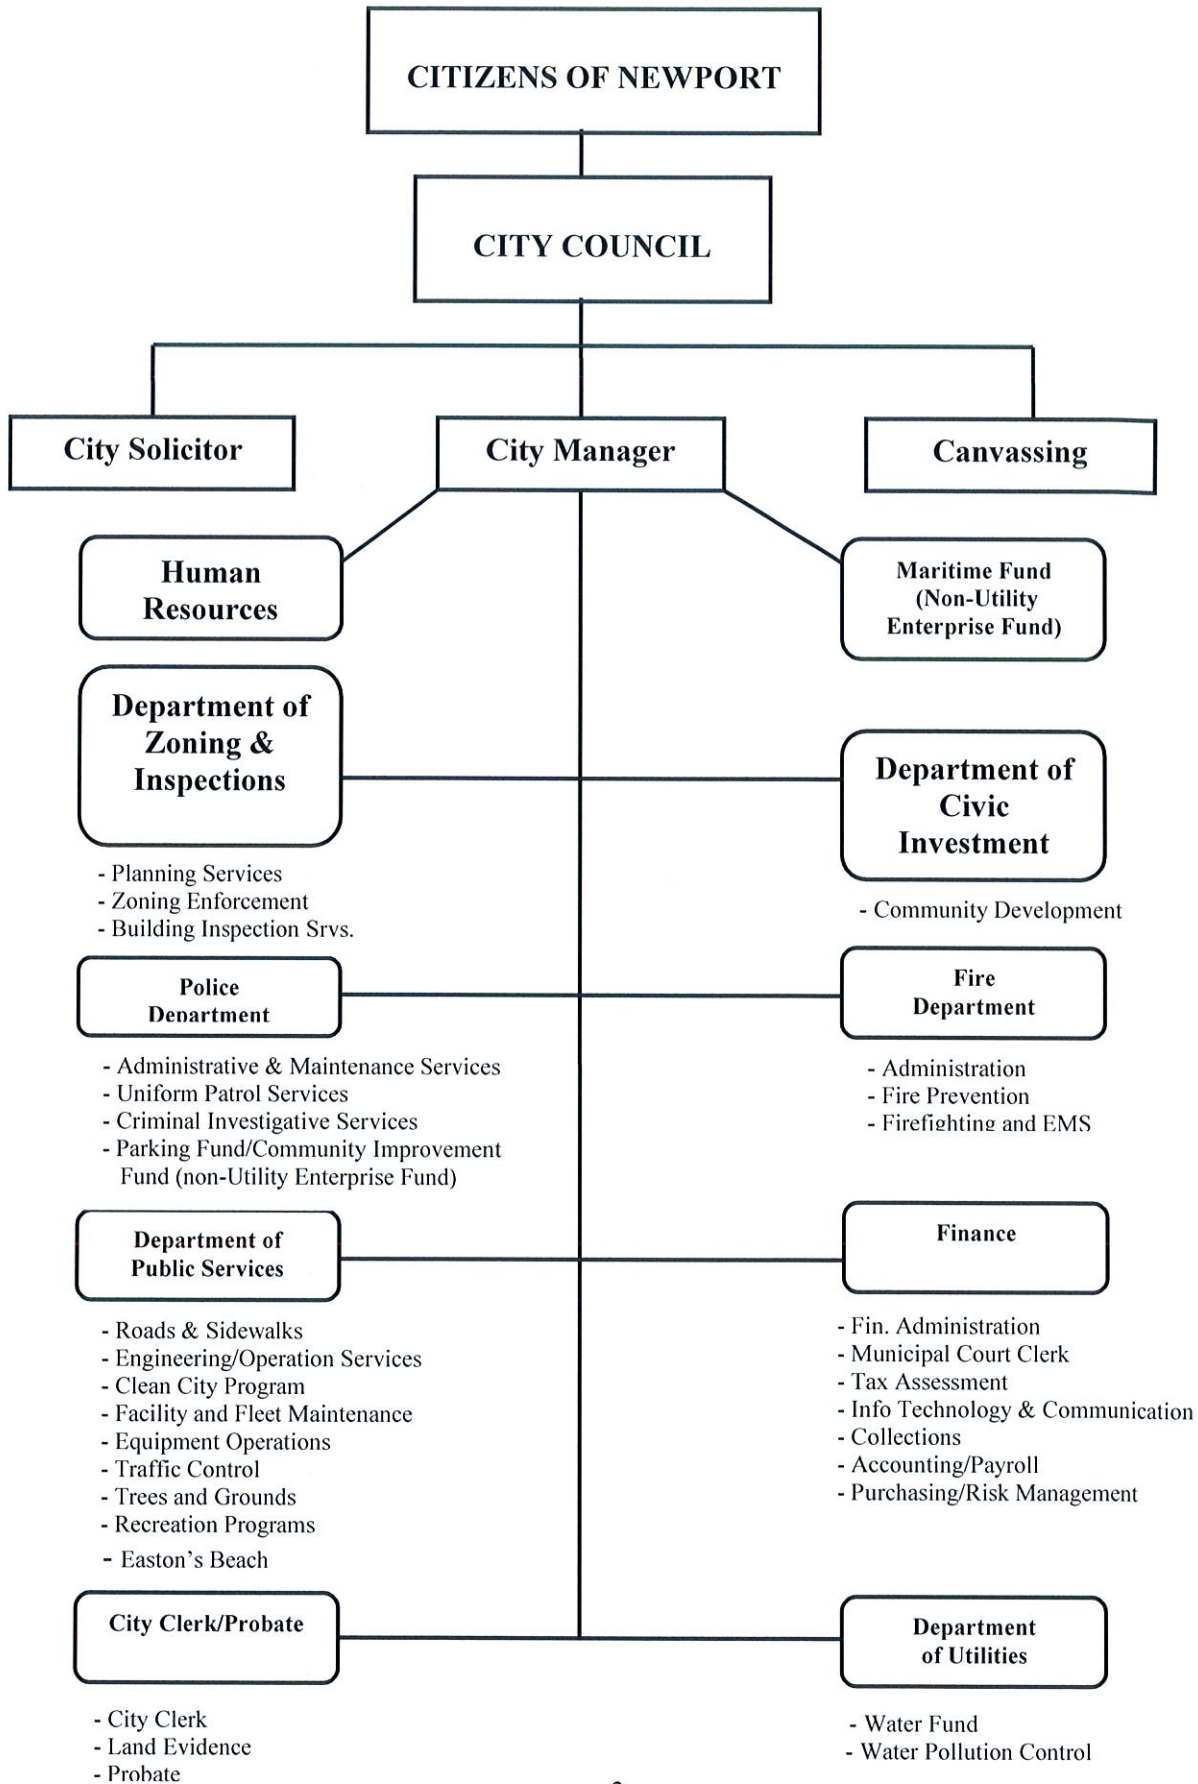 CITIZENS OF NEWPORT
CITY COUNCIL
City Solicitor
City Manager
Canvassing
Human
Resources
Maritime Fund
(Non-Utility
Enterprise Fund)
Department of
Zoning &
Inspections
- Planning Services
- Zoning Enforcement
- Building Inspection Srvs.
Department of
Civic
Investment
- Community Development
Police
Department
- Administrative & Maintenance Services
- Uniform Patrol Services
- Criminal Investigative Services
- Parking Fund/Community Improvement
Fund (non-Utility Enterprise Fund)
Fire
Department
- Administration
- Fire Prevention
- Firefighting and EMS
Department of
Public Services
- Roads & Sidewalks
- Engineering/Operation Services
- Clean City Program
- Facility and Fleet Maintenance
- Equipment Operations
- Traffic Control
- Trees and Grounds
- Recreation Programs
- Easton's Beach
Finance
- Fin. Administration
- Municipal Court Clerk
- Tax Assessment
- Info Technology & Communication
- Collections
- Accounting/Payroll
- Purchasing/Risk Management
City Clerk/Probate
- City Clerk
- Land Evidence
- Probate
Department
of Utilities
- Water Fund
- Water Pollution Control